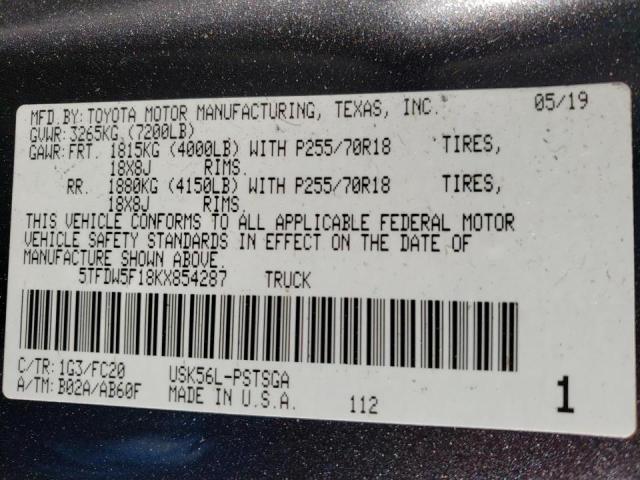 MFD.BY: TOYOTA MOTOR MANUFACTURING, TEXAS, INC. 05/19
GVWR: 3265KG (7200LB)
GAWR: FRT. 1815KG (4000LB) WITH P255/70R18 TIRES,
18X8J RIMS.
RR. 1880KG (4150LB) WITH P255/70R18 TIRES,
18X8J RIMS.
THIS VEHICLE CONFORMS TO ALL APPLICABLE FEDERAL MOTOR
VEHICLE SAFETY STANDARDS IN EFFECT ON THE DATE OF
MANUFACTURE SHOWN ABOVE.
5TFDW5F18KX854287 TRUCK
C/TR: 1G3/FC20 USK56L-PSTSGA
A/TM: B02A/AB60F MADE IN U.S.A. 112 1